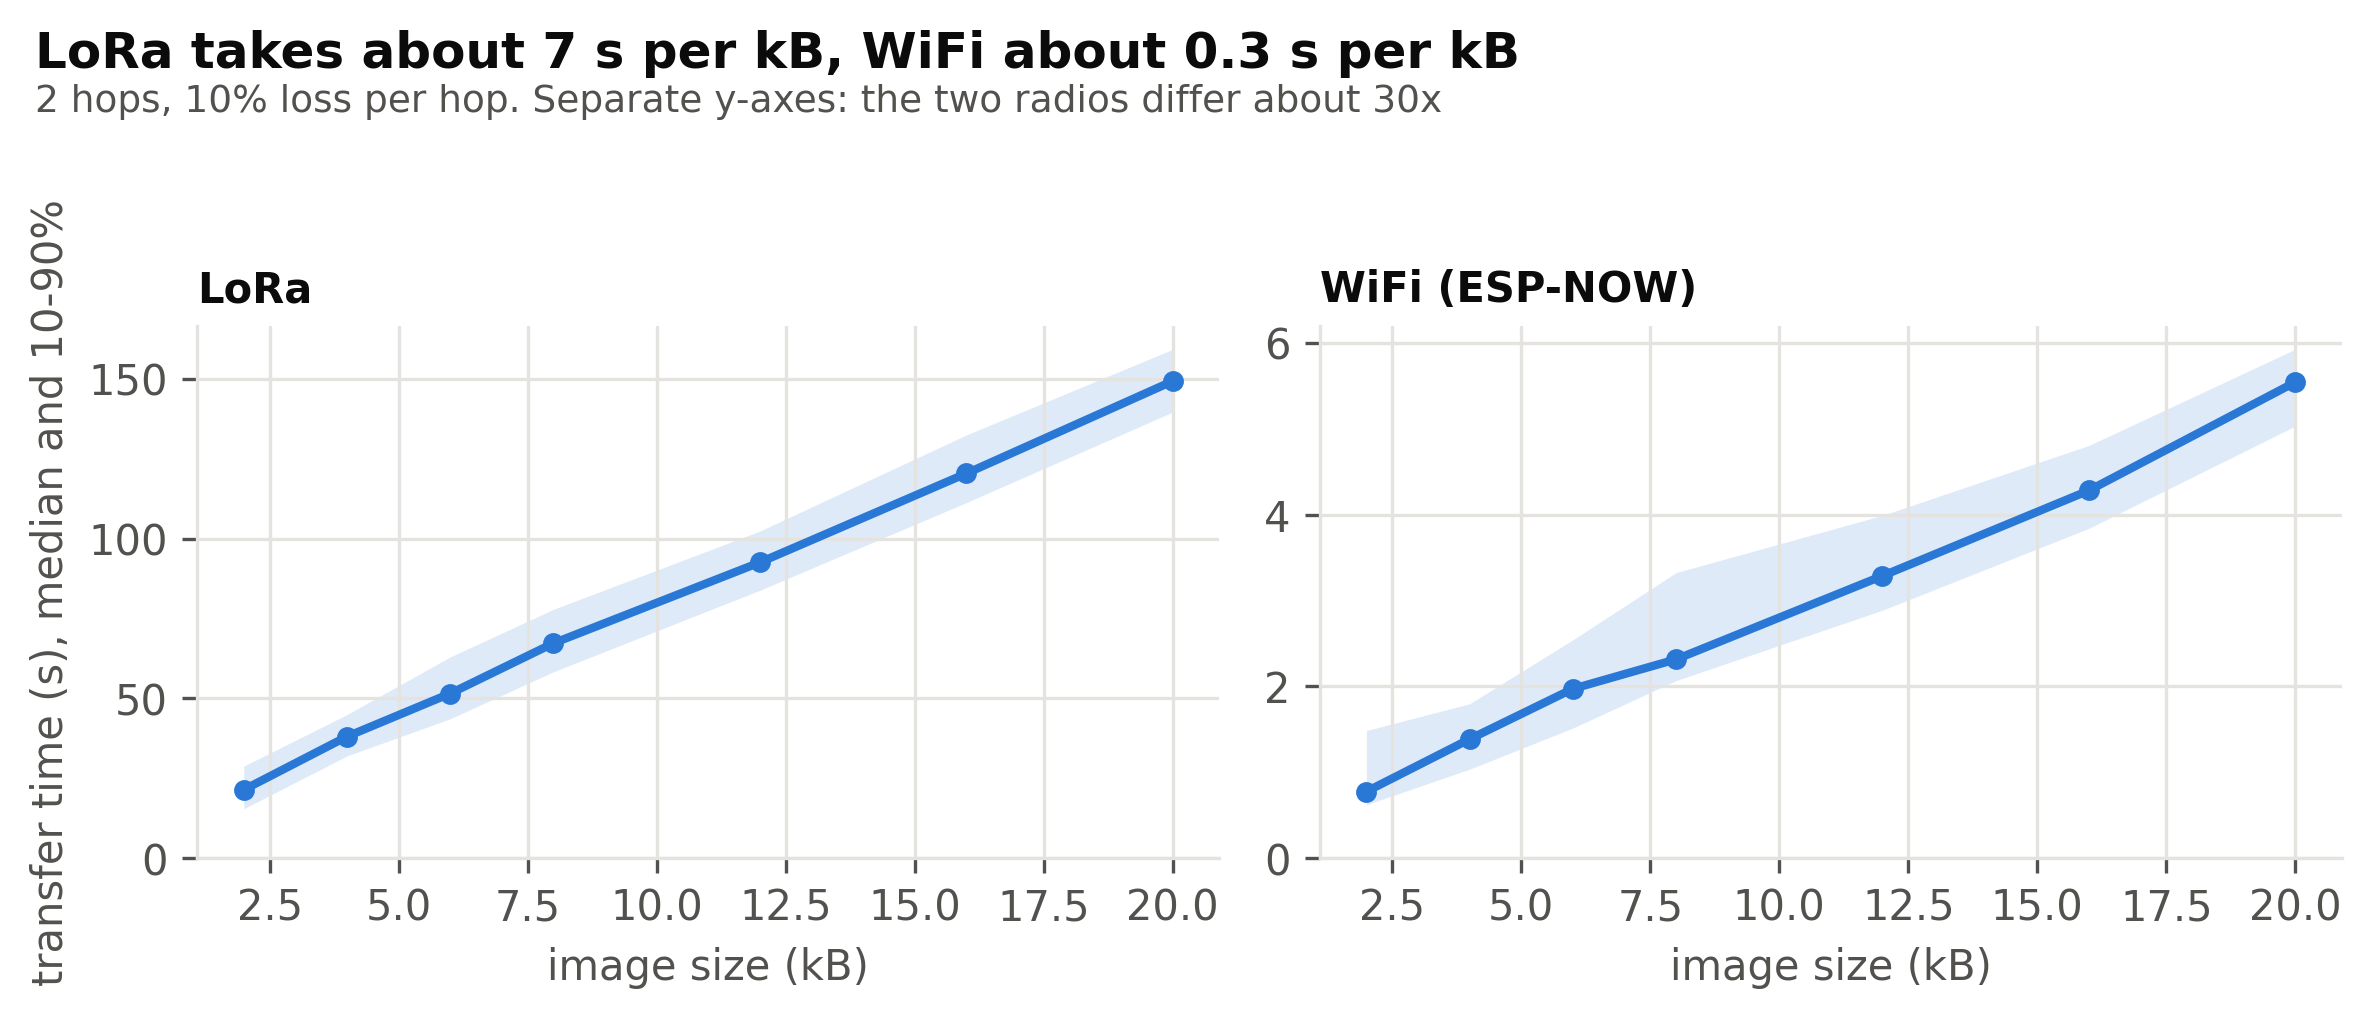 LoRa takes about 7 s per kB, WiFi about 0.3 s per kB
2 hops, 10% loss per hop. Separate y-axes: the two radios differ about 30x
transfer time (s), median and 10-90%
LoRa
150
100
50
0
2.5 5.0 7.5 10.0 12.5 15.0 17.5 20.0
image size (kB)
WiFi (ESP-NOW)
6
4
2
0
2.5 5.0 7.5 10.0 12.5 15.0 17.5 20.0
image size (kB)